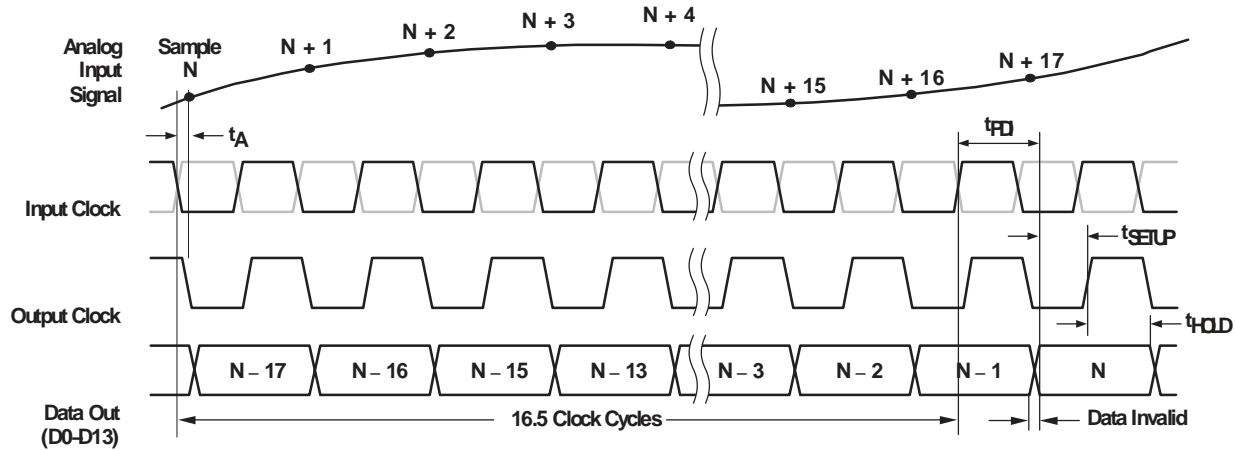 N + 1
N + 2
N + 3
N + 4
Analog
Input
Signal
Sample
N
N + 15
N + 16
N + 17
tA
tPDI
Input Clock
tSETUP
Output Clock
tHOLD
N – 17
N – 16
N – 15
N – 13
N – 3
N – 2
N – 1
N
Data Out
(D0-D13)
16.5 Clock Cycles
Data Invalid